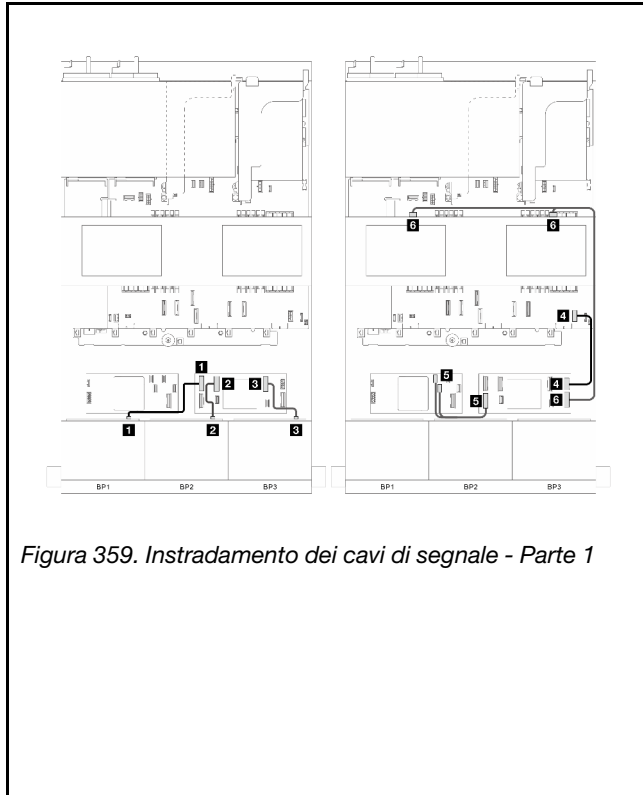 6 6
4
1
2 3
5
4
5 6
1 2 3
BP1 BP2 BP3 BP1 BP2 BP3
Figura 359. Instradamento dei cavi di segnale - Parte 1